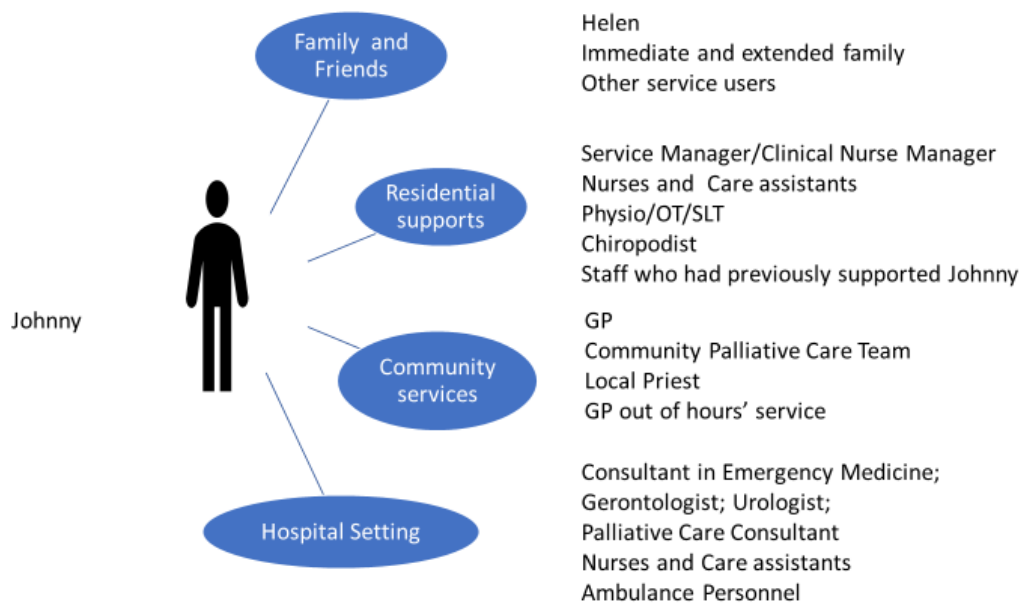 Johnny
Family and
Friends
Helen
Immediate and extended family
Other service users
Residential
supports
Service Manager/Clinical Nurse Manager
Nurses and Care assistants
Physio/OT/SLT
Chiropodist
Staff who had previously supported Johnny
Community
services
GP
Community Palliative Care Team
Local Priest
GP out of hours’ service
Hospital Setting
Consultant in Emergency Medicine;
Gerontologist; Urologist;
Palliative Care Consultant
Nurses and Care assistants
Ambulance Personnel